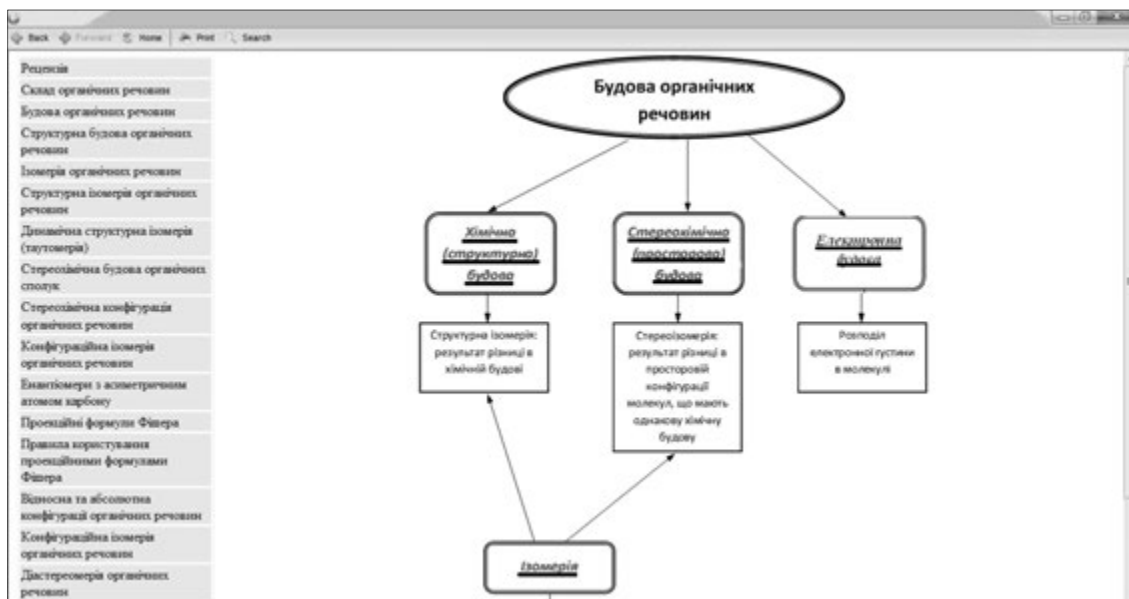 Back Forward Home Print Search
Рецензія
Склад органічних речовин
Будова органічних речовин
Структурна будова органічних
речовин
Ізомерія органічних речовин
Структурна ізомерія органічних
речовин
Динамічна структурна ізомерія
(таутомерія)
Стереохімічна будова органічних
сполук
Стереохімічна конфігурація
органічних речовин
Конфігураційна ізомерія
органічних речовин
Енантіомери з асиметричним
атомом карбону
Проекційні формули Фішера
Правила користування
проекційними формулами
Фішера
Відносна та абсолютна
конфігурації органічних речовин
Конфігураційна ізомерія
органічних речовин
Діастереомерія органічних
речовин
Будова органічних
речовин
Хімічна
(структурна)
будова
Стереохімічна
(просторова)
будова
Електронна
будова
Структурна ізомерія:
результат різниці в
хімічній будові
Стереоізомерія:
результат різниці в
просторовій
конфігурації
молекул, що мають
однакову хімічну
будову
Розподіл
електронної густини
в молекулі
Ізомерія